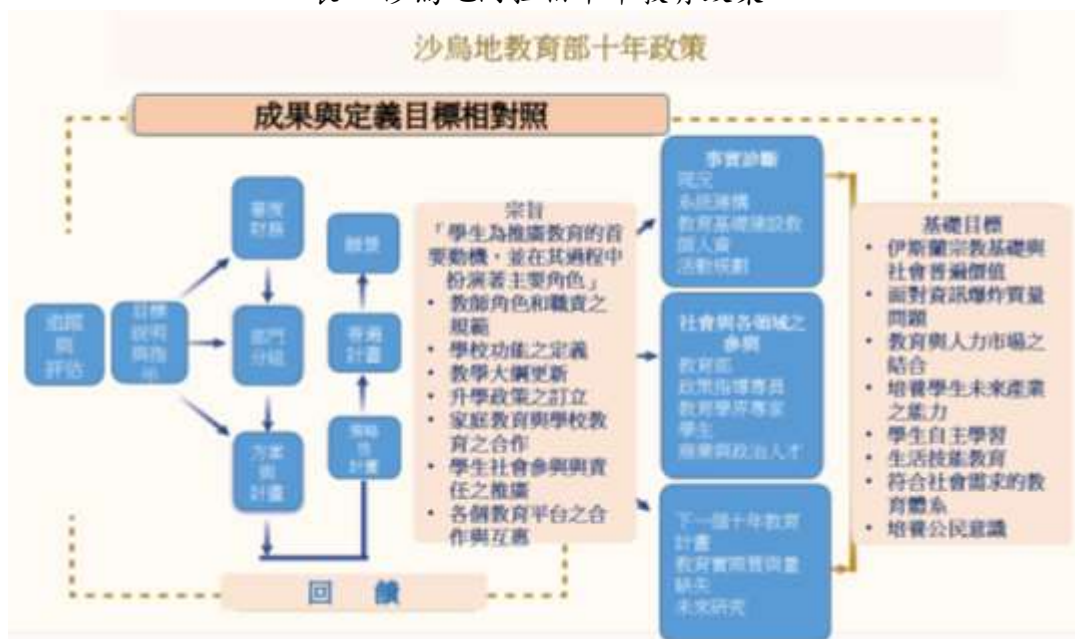 沙烏地教育部十年政策
成果與定義目標相對照
追蹤
與
評估
目標
說明
與指
示
部門
分組
方案
與
計畫
願景
普通
計畫
策略
性
計畫
宗旨
「學生為推廣教育的首
要動機，並在其過程中
扮演著主要角色」
• 教師角色和職責之
規範
• 學校功能之定義
• 教學大綱更新
• 升學政策之訂立
• 家庭教育與學校教
育之合作
• 學生社會參與與責
任之推廣
• 各個教育平台之合
作與互惠
事實診斷
現況
系統建構
教育基礎建設教
師人資
活動規劃
社會與各領域之
參與
教育部
政策指導專員
教育學界專家
學生
商業與政治人才
下一個十年教育
計畫
教育實際質與量
缺失
未來研究
基礎目標
• 伊斯蘭宗教基礎與
社會普遍價值
• 面對資訊爆炸質量
問題
• 教育與人力市場之
結合
• 培養學生未來產業
之能力
• 學生自主學習
• 生活技能教育
• 符合社會需求的教
育體系
• 培養公民意識
回 饋